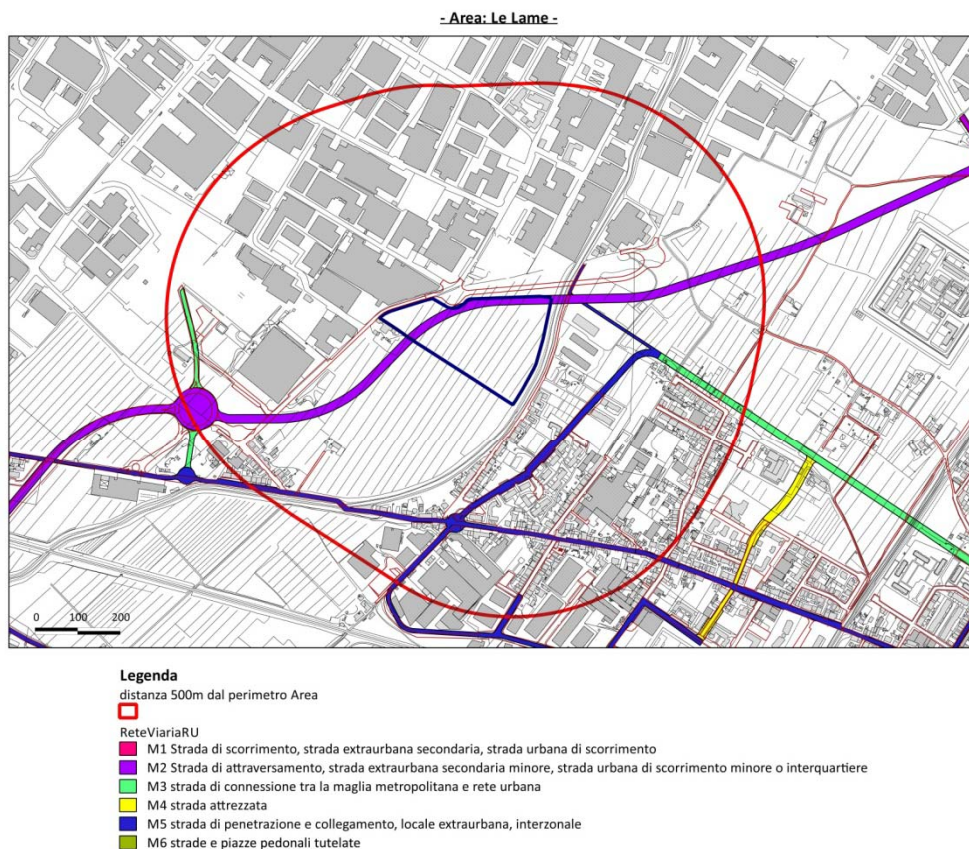 - Area: Le Lame -
0 100 200
Legenda
distanza 500m dal perimetro Area
ReteViariaRU
M1 Strada di scorrimento, strada extraurbana secondaria, strada urbana di scorrimento
M2 Strada di attraversamento, strada extraurbana secondaria minore, strada urbana di scorrimento minore o interquartiere
M3 strada di connessione tra la maglia metropolitana e rete urbana
M4 strada attrezzata
M5 strada di penetrazione e collegamento, locale extraurbana, interzonale
M6 strade e piazze pedonali tutelate